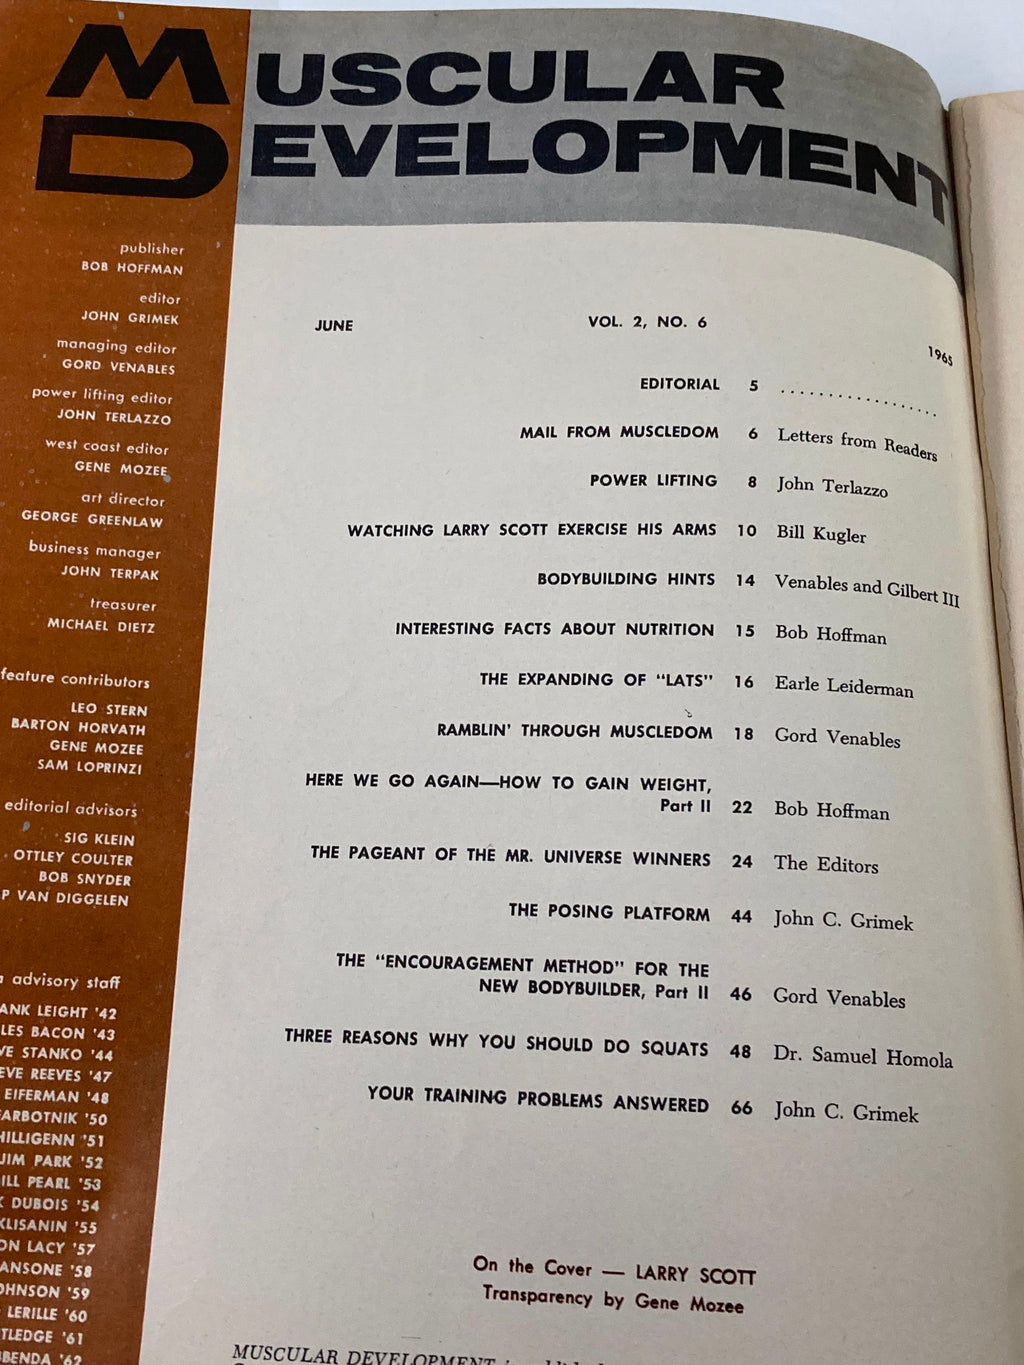 MUSCULAR
DEVELOPMENT
publisher
BOB HOFFMAN
editor
JOHN GRIMEK
managing editor
GORD VENABLES
power lifting editor
JOHN TERLAZZO
west coast editor
GENE MOZEE
art director
GEORGE GREENLAW
business manager
JOHN TERPAK
treasurer
MICHAEL DIETZ
feature contributors
LEO STERN
BARTON HORVATH
GENE MOZEE
SAM LOPRINZI
editorial advisors
SIG KLEIN
OTTLEY COULTER
BOB SNYDER
P VAN DIGGELEN
advisory staff
LEIGHT '42
BACON '43
STANKO '44
REEVES '47
EIFERMAN '48
'50
'51
JIM PARK '52
PEARL '53
DUBOIS '54
'55
LACY '57
'58
'59
LERILLE '60
'61
'62
JUNE VOL. 2, NO. 6 1965
EDITORIAL 5 ...................
MAIL FROM MUSCLEDOM 6 Letters from Readers
POWER LIFTING 8 John Terlazzo
WATCHING LARRY SCOTT EXERCISE HIS ARMS 10 Bill Kugler
BODYBUILDING HINTS 14 Venables and Gilbert III
INTERESTING FACTS ABOUT NUTRITION 15 Bob Hoffman
THE EXPANDING OF "LATS" 16 Earle Leiderman
RAMBLIN' THROUGH MUSCLEDOM 18 Gord Venables
HERE WE GO AGAIN—HOW TO GAIN WEIGHT,
Part II 22 Bob Hoffman
THE PAGEANT OF THE MR. UNIVERSE WINNERS 24 The Editors
THE POSING PLATFORM 44 John C. Grimek
THE "ENCOURAGEMENT METHOD" FOR THE
NEW BODYBUILDER, Part II 46 Gord Venables
THREE REASONS WHY YOU SHOULD DO SQUATS 48 Dr. Samuel Homola
YOUR TRAINING PROBLEMS ANSWERED 66 John C. Grimek
On the Cover — LARRY SCOTT
Transparency by Gene Mozee
MUSCULAR DEVELOPMENT